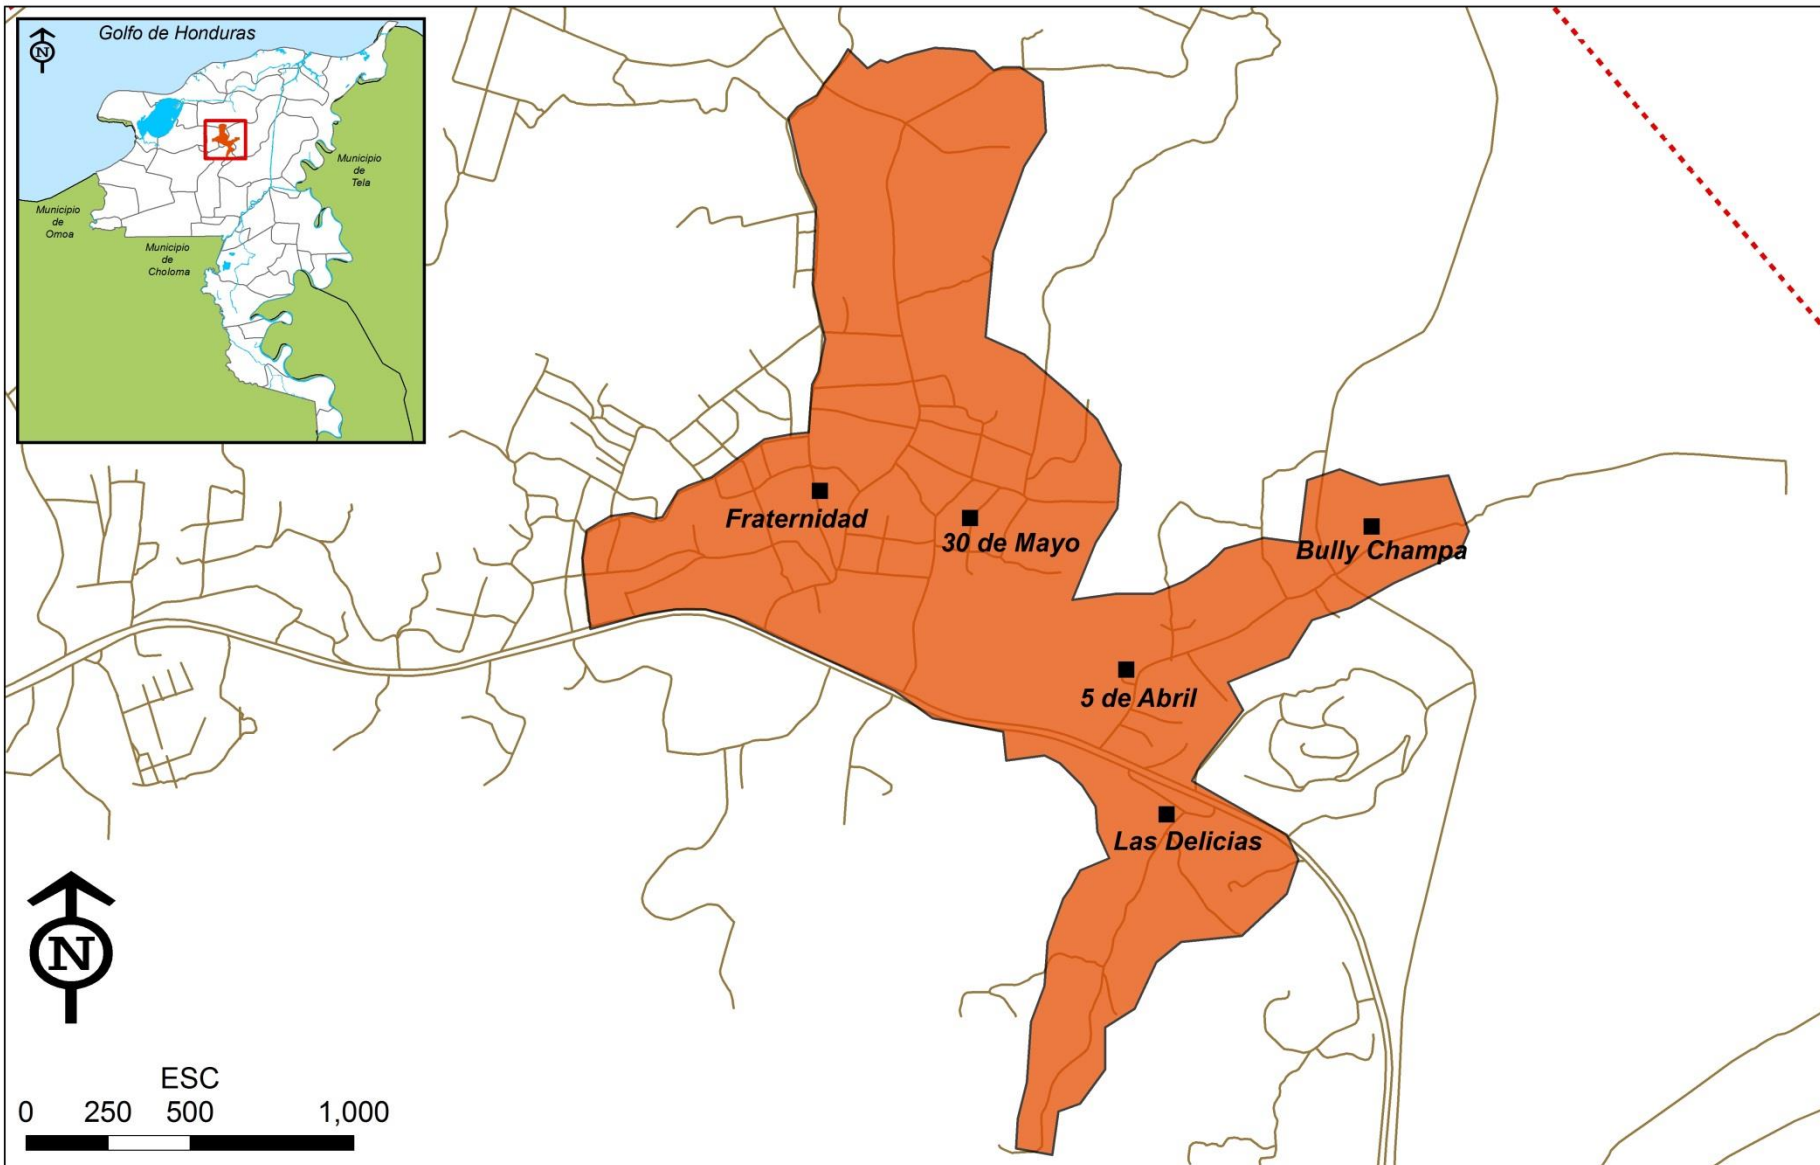 Golfo de Honduras
N
Municipio
de
Tela
Municipio
de
Omoa
Municipio
de
Choloma
Fraternidad
30 de Mayo
Bully Champa
5 de Abril
Las Delicias
N
ESC
0 250 500 1,000